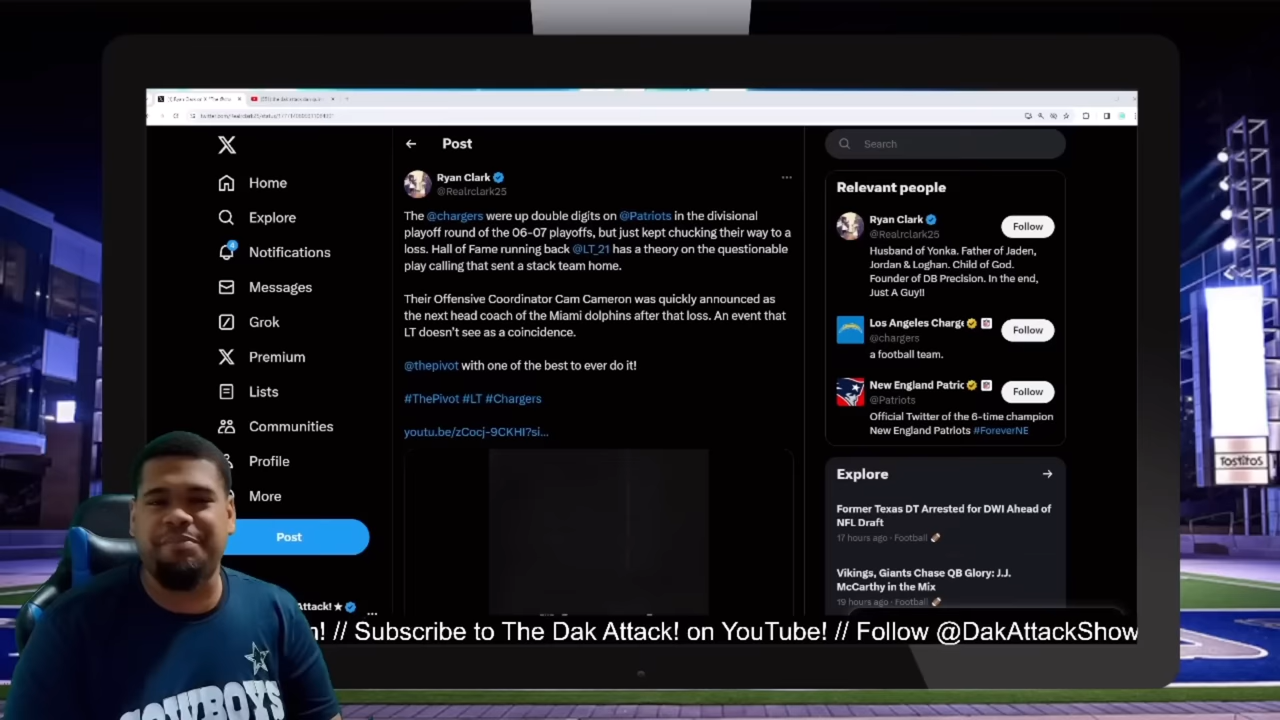 Post
Search
Home
Explore
4
Notifications
Messages
Grok
Premium
Lists
Communities
Profile
More
Post
Attack! ★
Ryan Clark
@Realrclark25
The @chargers were up double digits on @Patriots in the divisional
playoff round of the 06-07 playoffs, but just kept chucking their way to a
loss. Hall of Fame running back @LT_21 has a theory on the questionable
play calling that sent a stack team home.
Their Offensive Coordinator Cam Cameron was quickly announced as
the next head coach of the Miami dolphins after that loss. An event that
LT doesn't see as a coincidence.
@thepivot with one of the best to ever do it!
#ThePivot #LT #Chargers
youtu.be/zCocj-9CKHI?si...
Relevant people
Ryan Clark
@Realrclark25
Follow
Husband of Yonka. Father of Jaden,
Jordan & Loghan. Child of God.
Founder of DB Precision. In the end,
Just A Guy!!
Los Angeles Charge
@chargers
Follow
a football team.
New England Patric
@Patriots
Follow
Official Twitter of the 6-time champion
New England Patriots #ForeverNE
Explore
Former Texas DT Arrested for DWI Ahead of
NFL Draft
17 hours ago · Football
Vikings, Giants Chase QB Glory: J.J.
McCarthy in the Mix
19 hours ago · Football
TOSTITOS
! // Subscribe to The Dak Attack! on YouTube! // Follow @DakAttackShow
COWBOYS